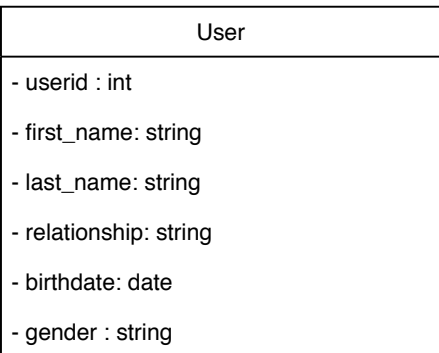 User
- userid : int
- first_name: string
- last_name: string
- relationship: string
- birthdate: date
- gender : string